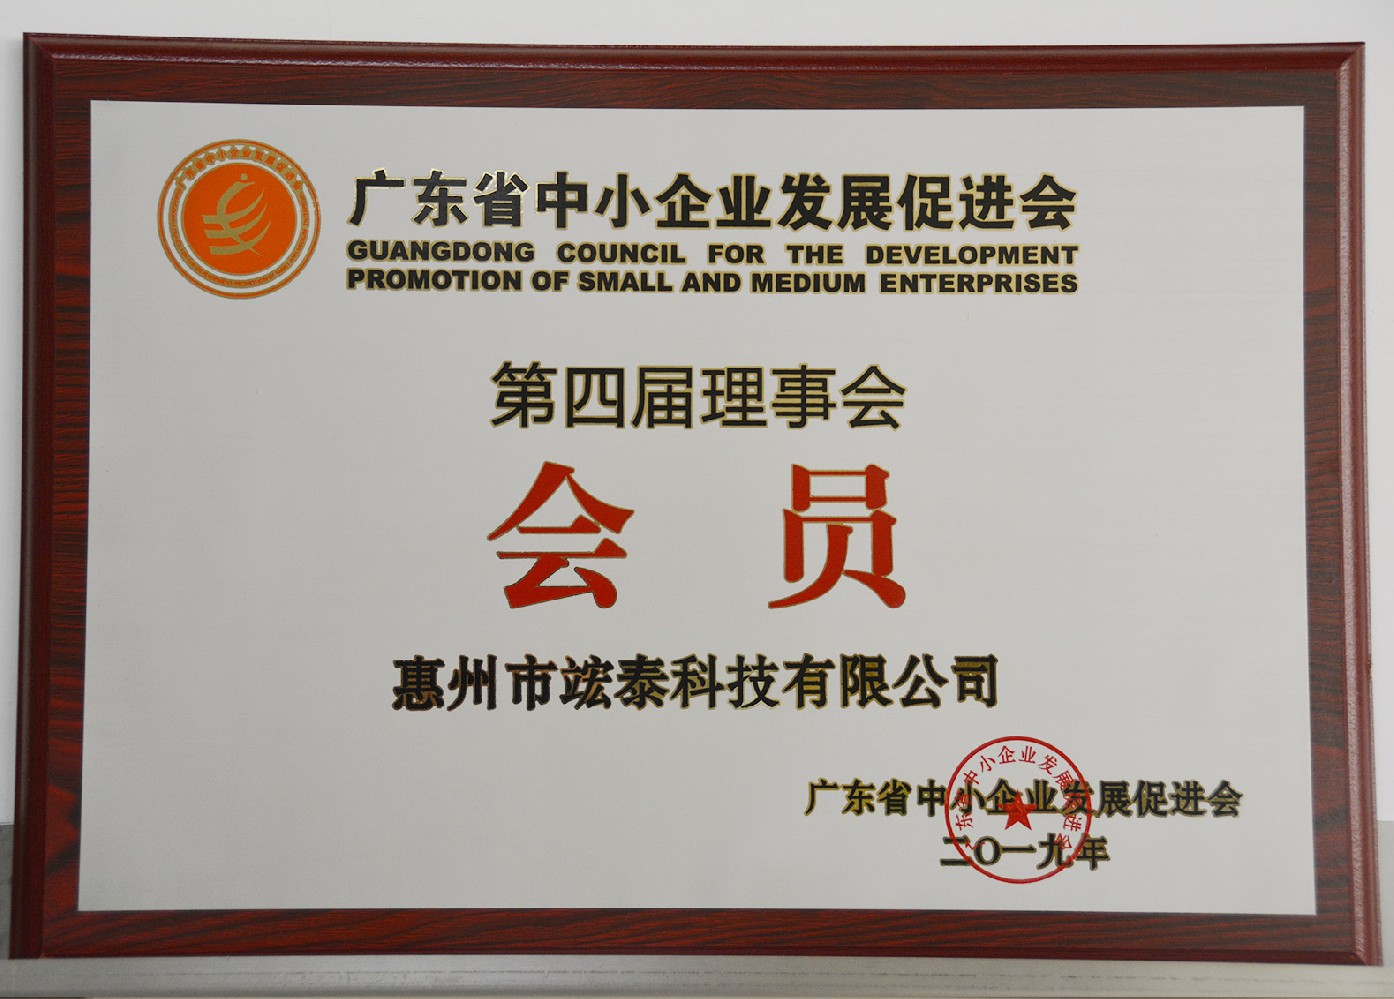 广东省中小企业发展促进会
GUANGDONG COUNCIL FOR THE DEVELOPMENT
PROMOTION OF SMALL AND MEDIUM ENTERPRISES
第四届理事会
会员
惠州市竤泰科技有限公司
广东省中小企业发展促进会
二〇一九年